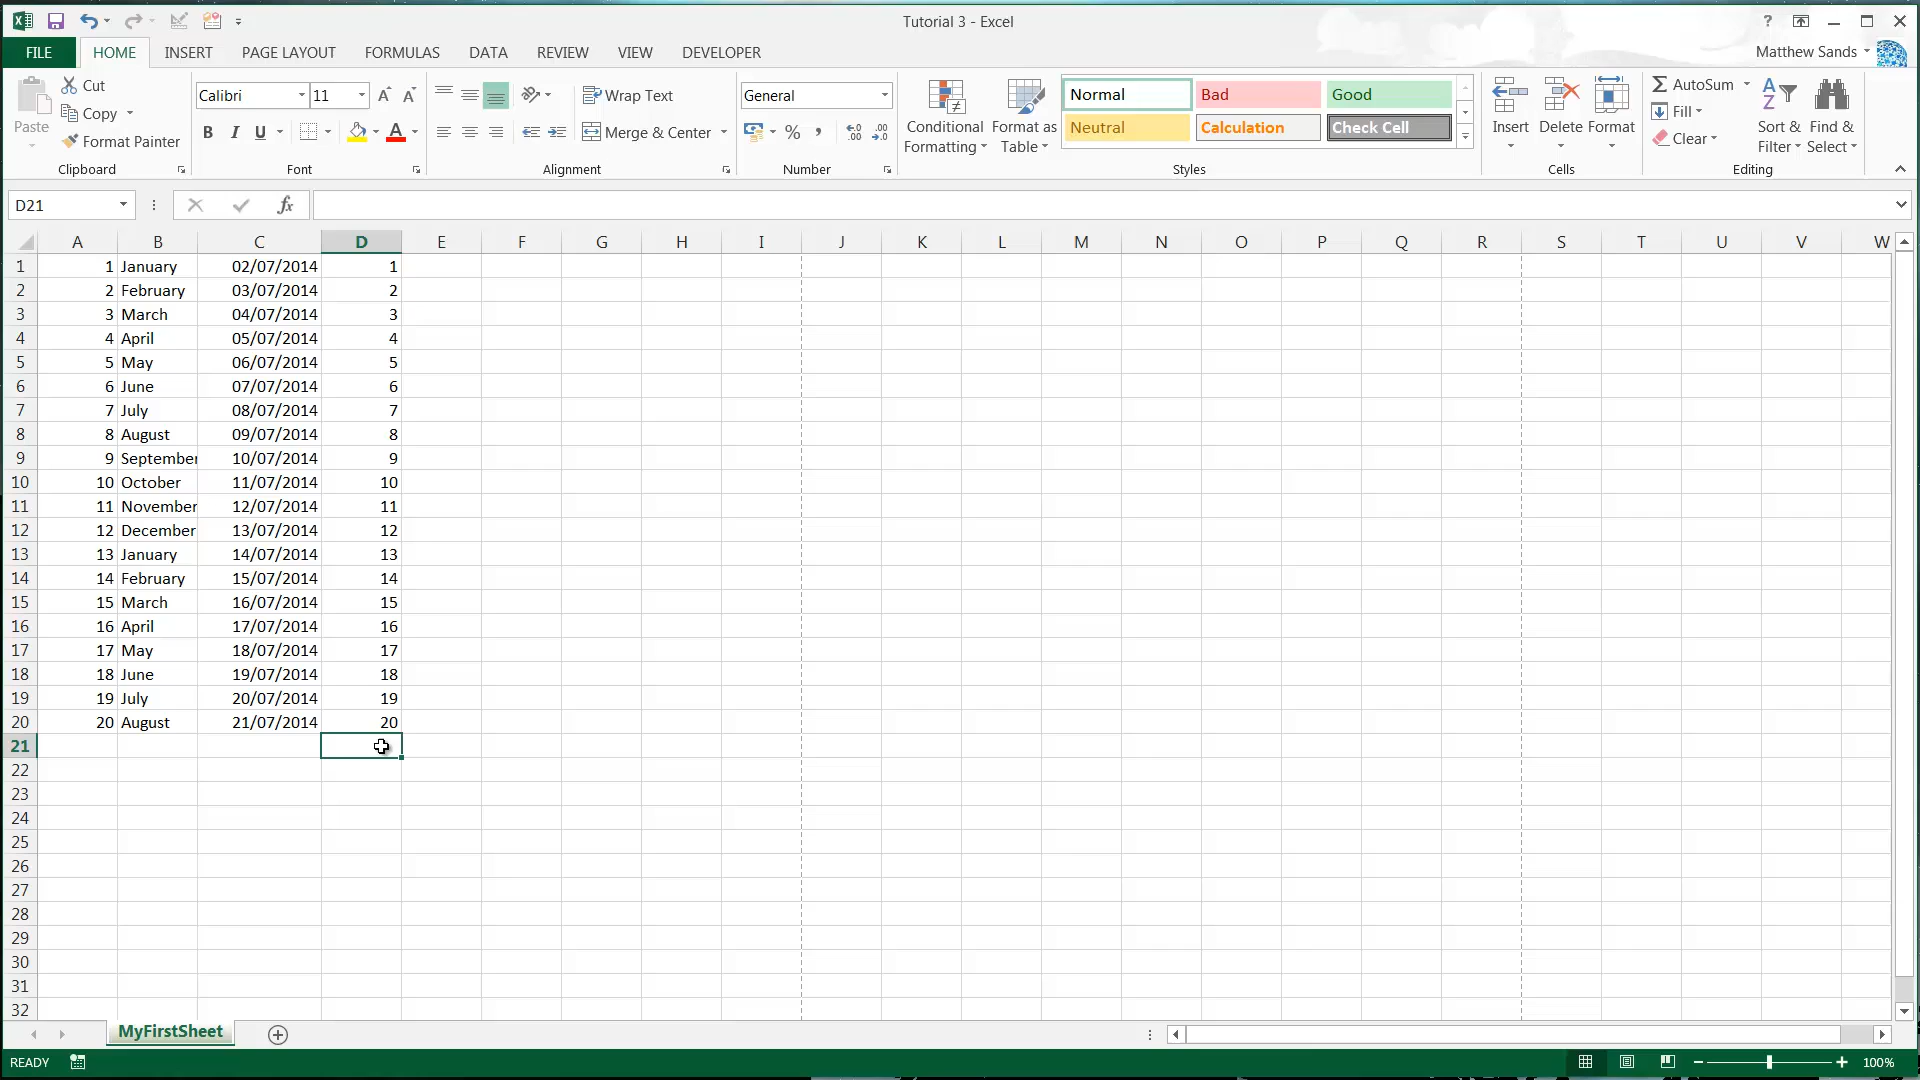 Tutorial 3 - Excel
?
FILE HOME INSERT PAGE LAYOUT FORMULAS DATA REVIEW VIEW DEVELOPER Matthew Sands
Paste
Cut
Copy
Format Painter
Clipboard
Calibri 11
B I U
Font
Wrap Text
Merge & Center
Alignment
General
Number
Conditional Formatting
Format as Table
Normal Bad Good
Neutral Calculation Check Cell
Styles
Insert Delete Format
Cells
AutoSum
Fill
Clear
Sort & Filter
Find & Select
Editing
D21 fx
A B C D E F G H I J K L M N O P Q R S T U V W
1 1 January 02/07/2014 1
2 2 February 03/07/2014 2
3 3 March 04/07/2014 3
4 4 April 05/07/2014 4
5 5 May 06/07/2014 5
6 6 June 07/07/2014 6
7 7 July 08/07/2014 7
8 8 August 09/07/2014 8
9 9 September 10/07/2014 9
10 10 October 11/07/2014 10
11 11 November 12/07/2014 11
12 12 December 13/07/2014 12
13 13 January 14/07/2014 13
14 14 February 15/07/2014 14
15 15 March 16/07/2014 15
16 16 April 17/07/2014 16
17 17 May 18/07/2014 17
18 18 June 19/07/2014 18
19 19 July 20/07/2014 19
20 20 August 21/07/2014 20
21
22
23
24
25
26
27
28
29
30
31
32
MyFirstSheet
READY 100%